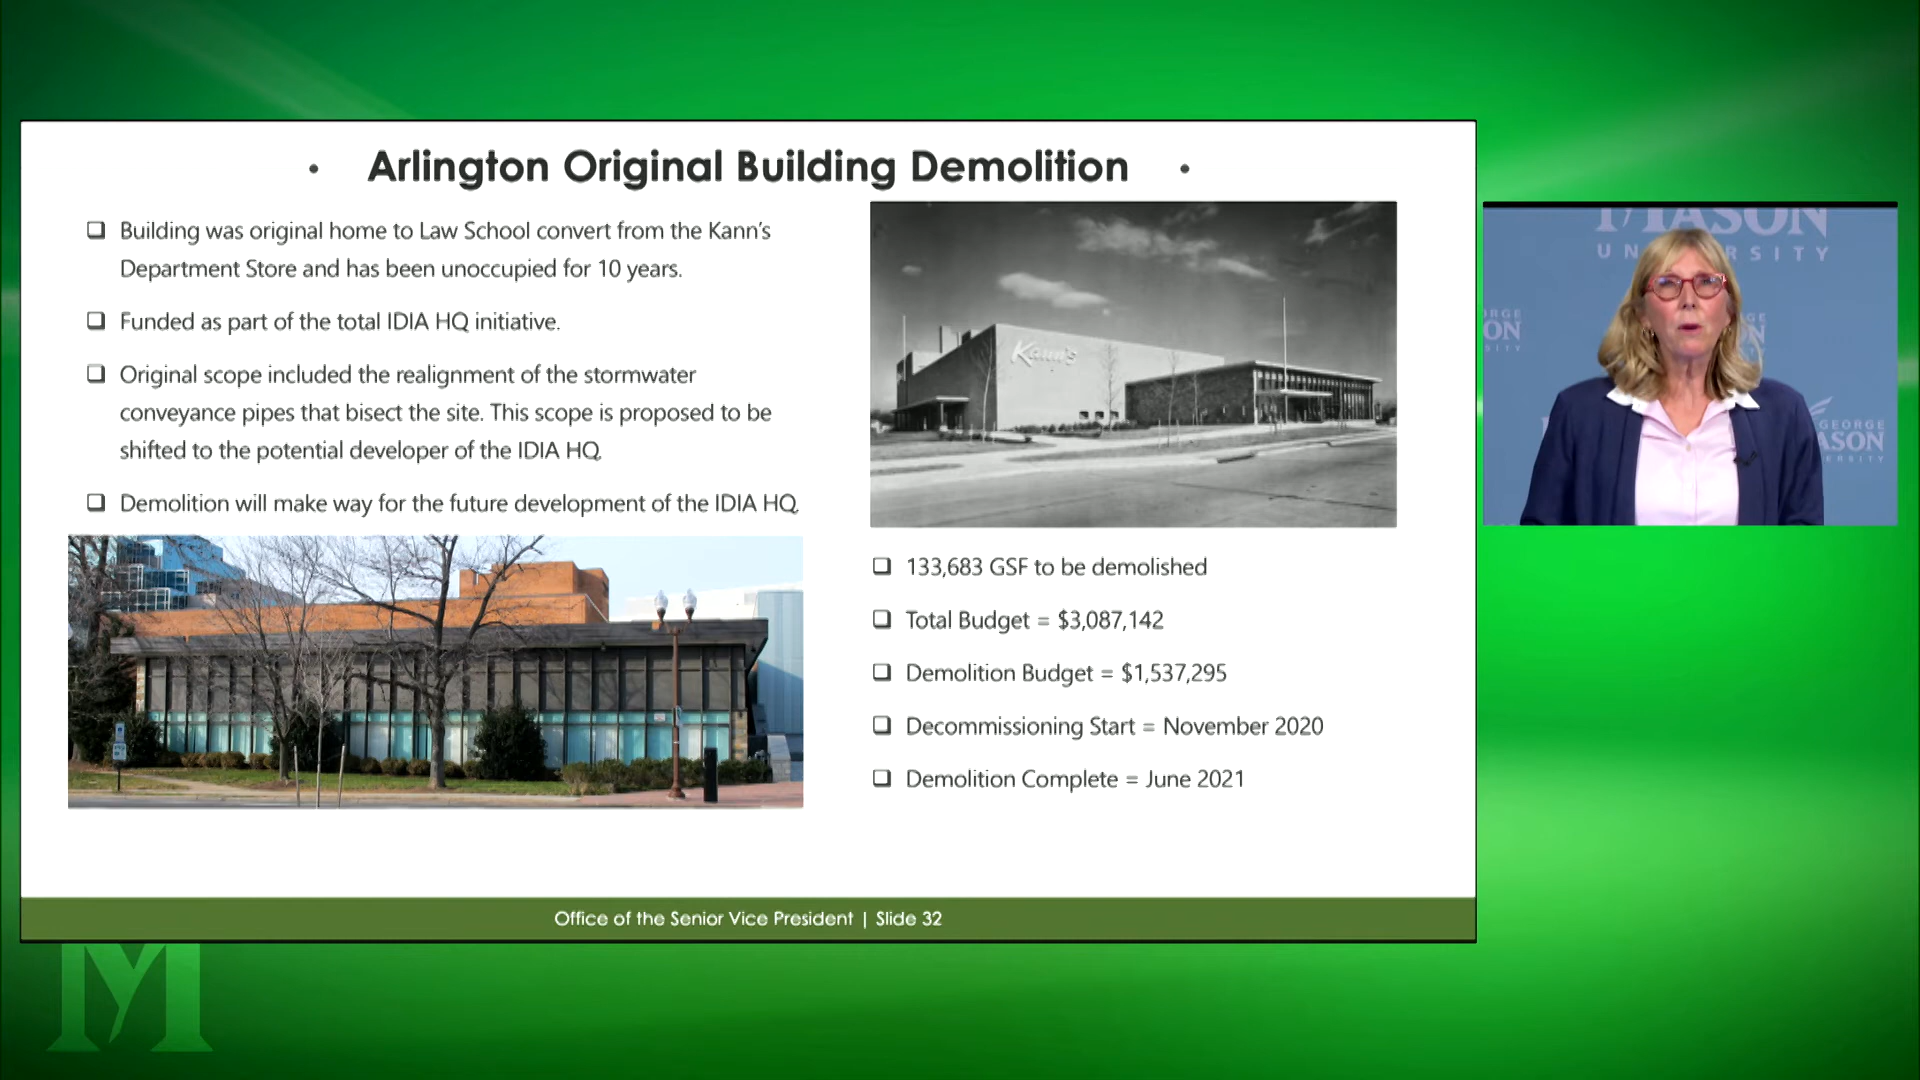 • Arlington Original Building Demolition •
❑ Building was original home to Law School convert from the Kann’s
Department Store and has been unoccupied for 10 years.
❑ Funded as part of the total IDIA HQ initiative.
❑ Original scope included the realignment of the stormwater
conveyance pipes that bisect the site. This scope is proposed to be
shifted to the potential developer of the IDIA HQ.
❑ Demolition will make way for the future development of the IDIA HQ.
Kann's
❑ 133,683 GSF to be demolished
❑ Total Budget = $3,087,142
❑ Demolition Budget = $1,537,295
❑ Decommissioning Start = November 2020
❑ Demolition Complete = June 2021
Office of the Senior Vice President | Slide 32
M
MASON
UNIVERSITY
GEORGE
MASON